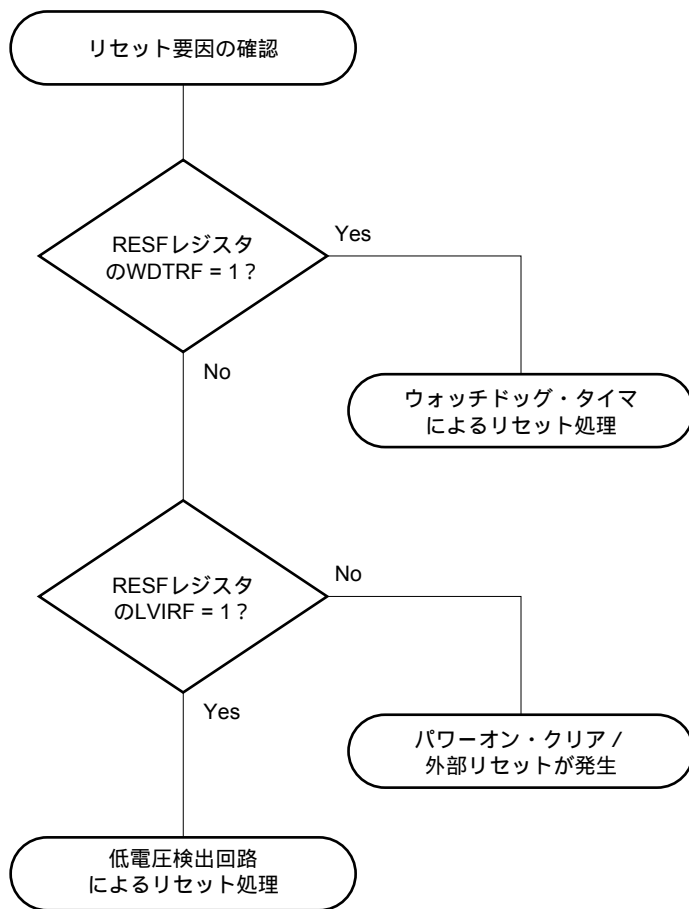 リセット要因の確認
RESFレジスタ
のWDTRF = 1？
Yes
No
ウォッチドッグ・タイマ
によるリセット処理
RESFレジスタ
のLVIRF = 1？
No
Yes
パワーオン・クリア /
外部リセットが発生
低電圧検出回路
によるリセット処理